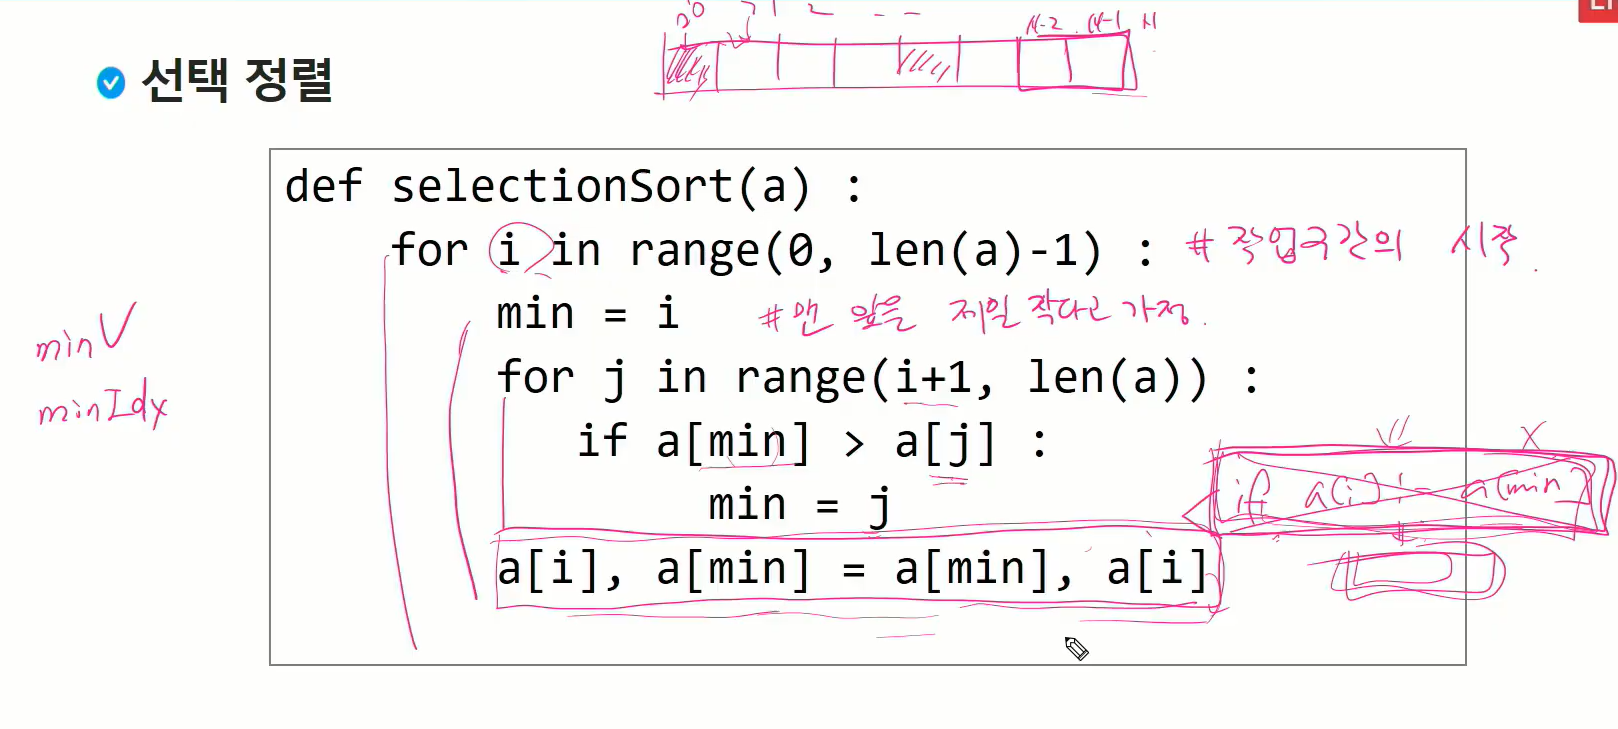 0 1 2 - -
N-2 N-1 N
선택 정렬
def selectionSort(a) :
for i in range(0, len(a)-1) : # 작업구간의 시작
min = i # 맨 앞을 제일 작다고 가정.
minV
for j in range(i+1, len(a)) :
minIdx
if a[min] > a[j] :
if a[i] != a[min]
min = j
a[i], a[min] = a[min], a[i]